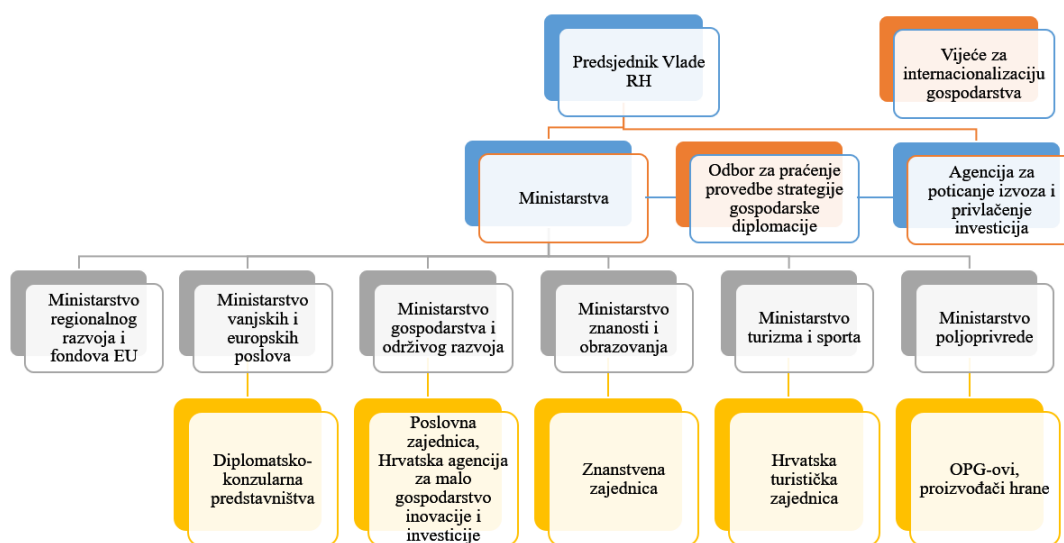 Predsjednik Vlade
RH
Vijeće za
internacionalizaciju
gospodarstva
Ministarstva
Odbor za praćenje
provedbe strategije
gospodarske
diplomacije
Agencija za
poticanje izvoza i
privlačenje
investicija
Ministarstvo
regionalnog
razvoja i
fondova EU
Ministarstvo
vanjskih i
europskih
poslova
Ministarstvo
gospodarstva i
održivog razvoja
Ministarstvo
znanosti i
obrazovanja
Ministarstvo
turizma i sporta
Ministarstvo
poljoprivrede
Diplomatsko-
konzularna
predstavništva
Poslovna
zajednica,
Hrvatska agencija
za malo
gospodarstvo
inovacije i
investicije
Znanstvena
zajednica
Hrvatska
turistička
zajednica
OPG-ovi,
proizvođači hrane